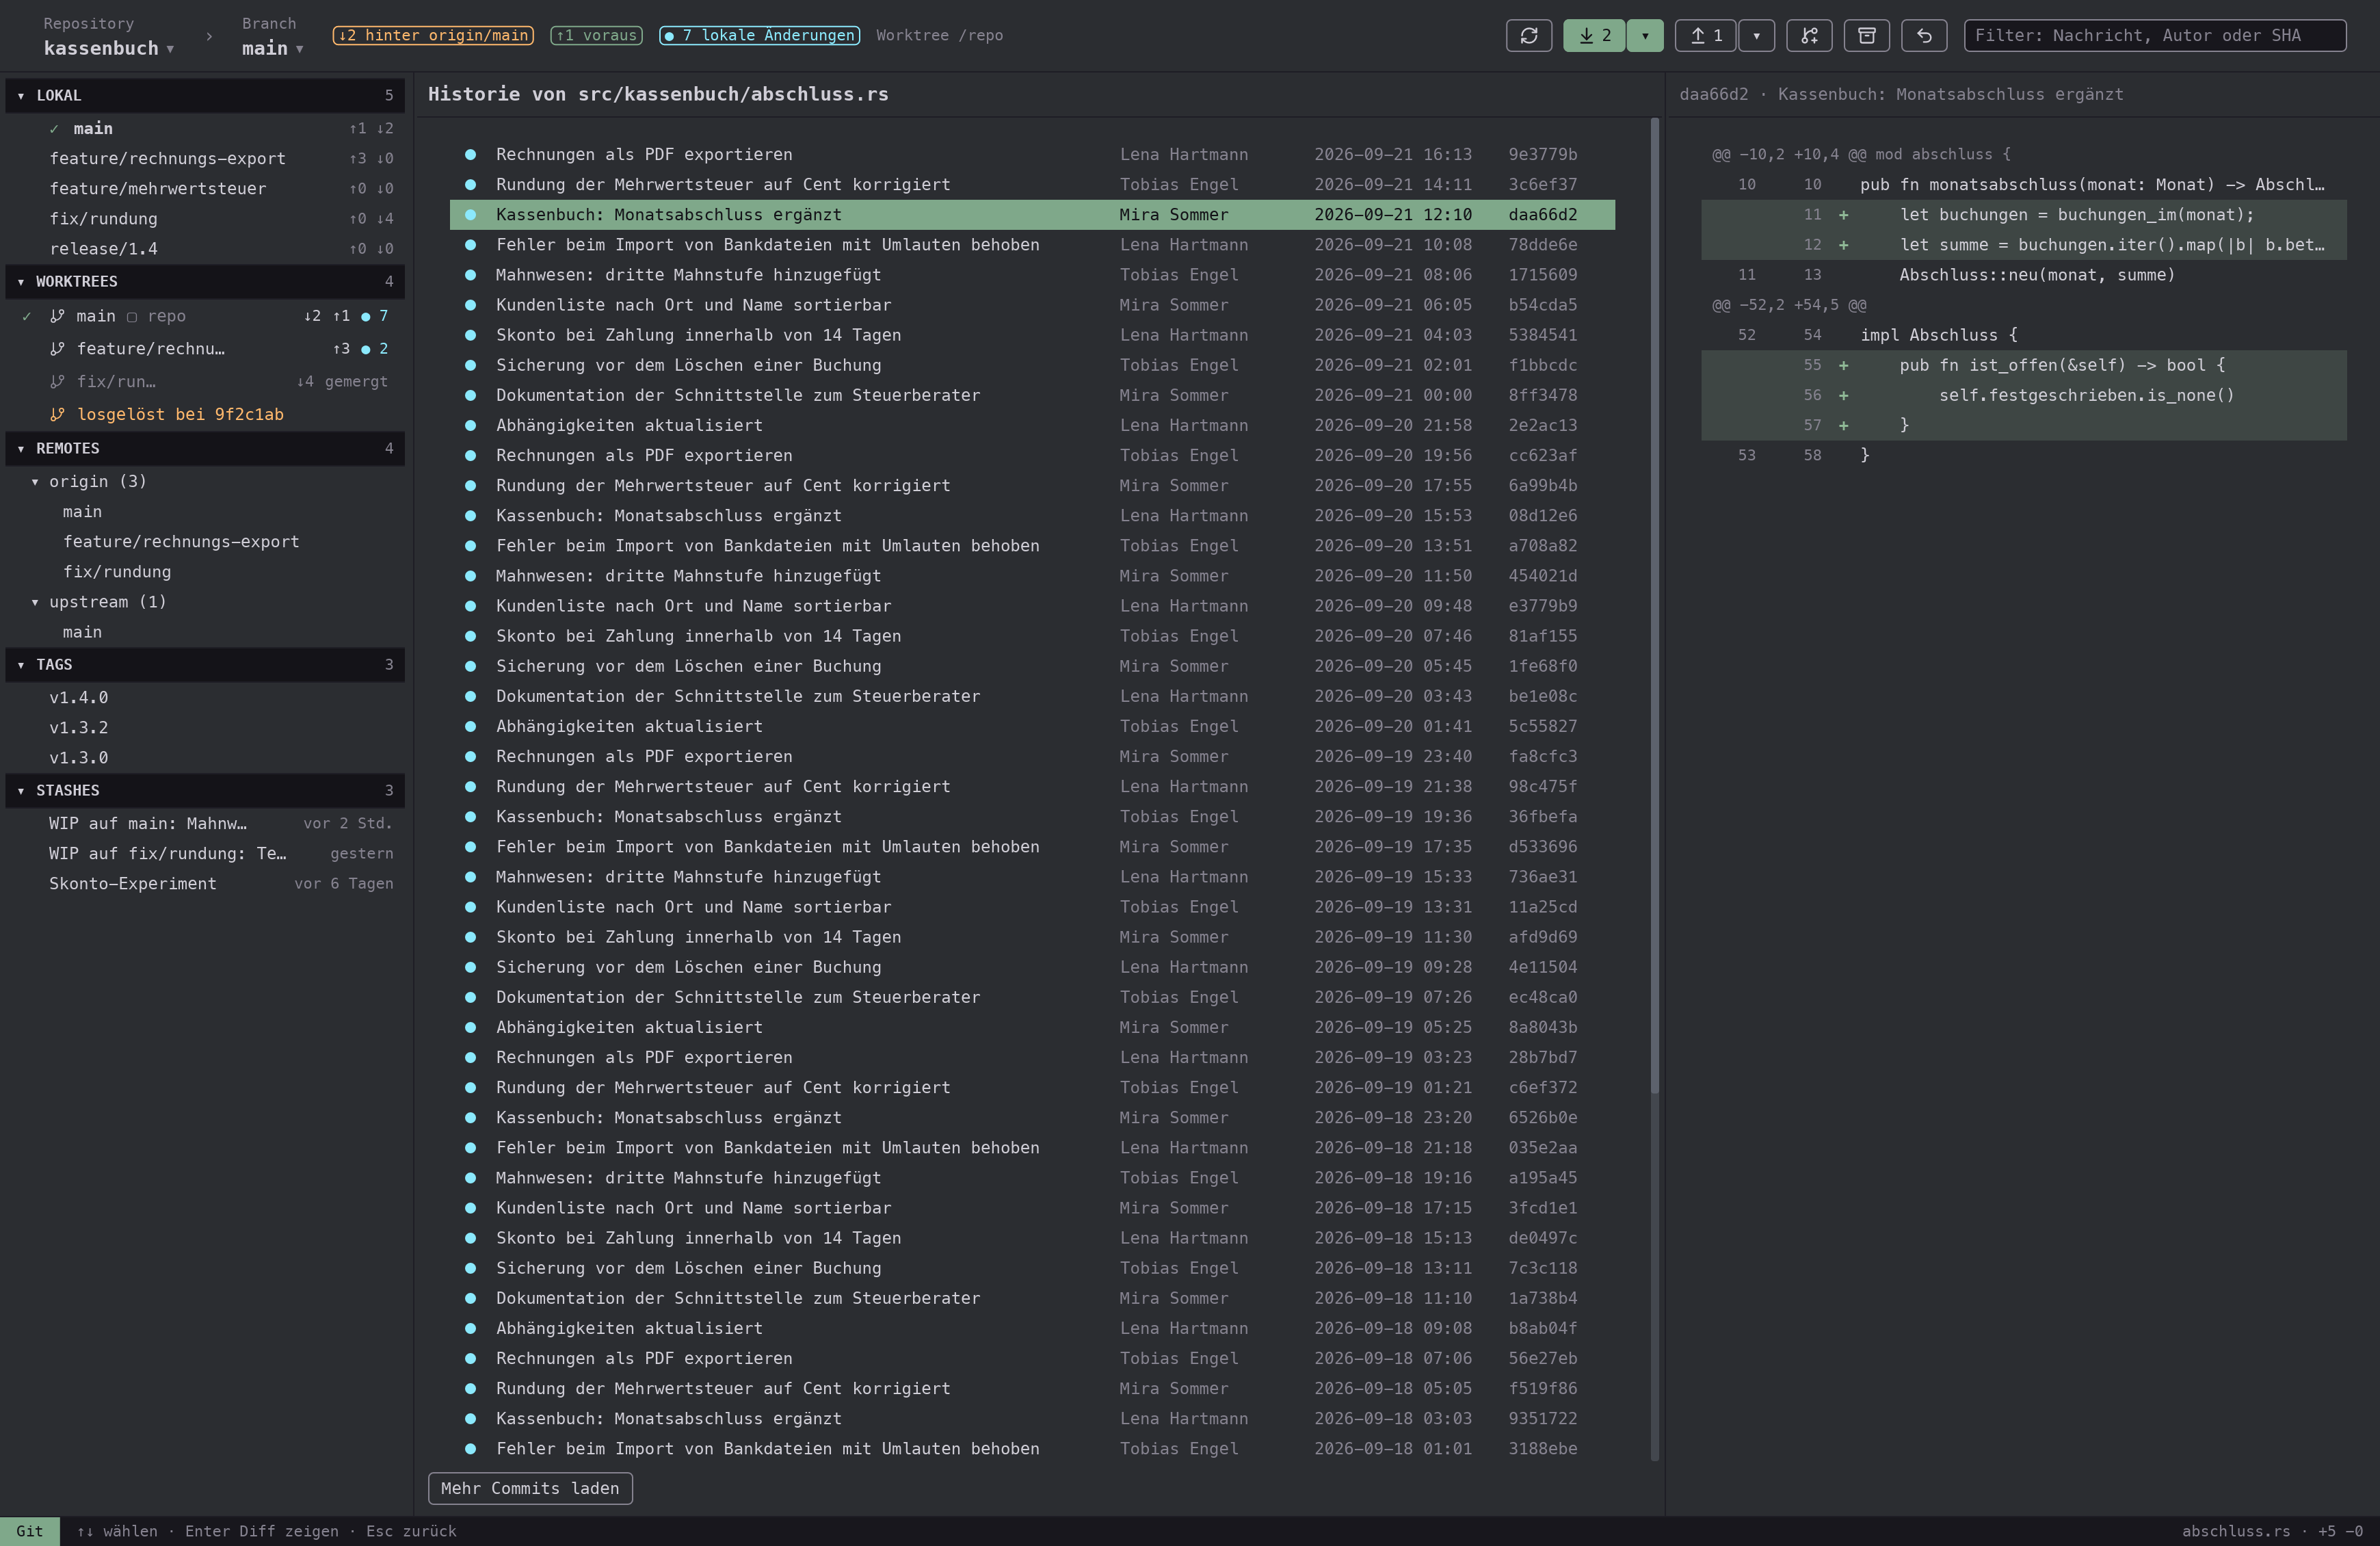 Repository
kassenbuch ▾
›
Branch
main ▾
↓2 hinter origin/main
↑1 voraus
● 7 lokale Änderungen
Worktree /repo
2 ▾
1 ▾
Filter: Nachricht, Autor oder SHA
▾ LOKAL 5
✓ main ↑1 ↓2
feature/rechnungs-export ↑3 ↓0
feature/mehrwertsteuer ↑0 ↓0
fix/rundung ↑0 ↓4
release/1.4 ↑0 ↓0
▾ WORKTREES 4
✓ main ▢ repo ↓2 ↑1 ● 7
feature/rechnu… ↑3 ● 2
fix/run… ↓4 gemergt
losgelöst bei 9f2c1ab
▾ REMOTES 4
▾ origin (3)
main
feature/rechnungs-export
fix/rundung
▾ upstream (1)
main
▾ TAGS 3
v1.4.0
v1.3.2
v1.3.0
▾ STASHES 3
WIP auf main: Mahnw… vor 2 Std.
WIP auf fix/rundung: Te… gestern
Skonto-Experiment vor 6 Tagen
Historie von src/kassenbuch/abschluss.rs
Rechnungen als PDF exportieren Lena Hartmann 2026-09-21 16:13 9e3779b
Rundung der Mehrwertsteuer auf Cent korrigiert Tobias Engel 2026-09-21 14:11 3c6ef37
Kassenbuch: Monatsabschluss ergänzt Mira Sommer 2026-09-21 12:10 daa66d2
Fehler beim Import von Bankdateien mit Umlauten behoben Lena Hartmann 2026-09-21 10:08 78dde6e
Mahnwesen: dritte Mahnstufe hinzugefügt Tobias Engel 2026-09-21 08:06 1715609
Kundenliste nach Ort und Name sortierbar Mira Sommer 2026-09-21 06:05 b54cda5
Skonto bei Zahlung innerhalb von 14 Tagen Lena Hartmann 2026-09-21 04:03 5384541
Sicherung vor dem Löschen einer Buchung Tobias Engel 2026-09-21 02:01 f1bbcdc
Dokumentation der Schnittstelle zum Steuerberater Mira Sommer 2026-09-21 00:00 8ff3478
Abhängigkeiten aktualisiert Lena Hartmann 2026-09-20 21:58 2e2ac13
Rechnungen als PDF exportieren Tobias Engel 2026-09-20 19:56 cc623af
Rundung der Mehrwertsteuer auf Cent korrigiert Mira Sommer 2026-09-20 17:55 6a99b4b
Kassenbuch: Monatsabschluss ergänzt Lena Hartmann 2026-09-20 15:53 08d12e6
Fehler beim Import von Bankdateien mit Umlauten behoben Tobias Engel 2026-09-20 13:51 a708a82
Mahnwesen: dritte Mahnstufe hinzugefügt Mira Sommer 2026-09-20 11:50 454021d
Kundenliste nach Ort und Name sortierbar Lena Hartmann 2026-09-20 09:48 e3779b9
Skonto bei Zahlung innerhalb von 14 Tagen Tobias Engel 2026-09-20 07:46 81af155
Sicherung vor dem Löschen einer Buchung Mira Sommer 2026-09-20 05:45 1fe68f0
Dokumentation der Schnittstelle zum Steuerberater Lena Hartmann 2026-09-20 03:43 be1e08c
Abhängigkeiten aktualisiert Tobias Engel 2026-09-20 01:41 5c55827
Rechnungen als PDF exportieren Mira Sommer 2026-09-19 23:40 fa8cfc3
Rundung der Mehrwertsteuer auf Cent korrigiert Lena Hartmann 2026-09-19 21:38 98c475f
Kassenbuch: Monatsabschluss ergänzt Tobias Engel 2026-09-19 19:36 36fbefa
Fehler beim Import von Bankdateien mit Umlauten behoben Mira Sommer 2026-09-19 17:35 d533696
Mahnwesen: dritte Mahnstufe hinzugefügt Lena Hartmann 2026-09-19 15:33 736ae31
Kundenliste nach Ort und Name sortierbar Tobias Engel 2026-09-19 13:31 11a25cd
Skonto bei Zahlung innerhalb von 14 Tagen Mira Sommer 2026-09-19 11:30 afd9d69
Sicherung vor dem Löschen einer Buchung Lena Hartmann 2026-09-19 09:28 4e11504
Dokumentation der Schnittstelle zum Steuerberater Tobias Engel 2026-09-19 07:26 ec48ca0
Abhängigkeiten aktualisiert Mira Sommer 2026-09-19 05:25 8a8043b
Rechnungen als PDF exportieren Lena Hartmann 2026-09-19 03:23 28b7bd7
Rundung der Mehrwertsteuer auf Cent korrigiert Tobias Engel 2026-09-19 01:21 c6ef372
Kassenbuch: Monatsabschluss ergänzt Mira Sommer 2026-09-18 23:20 6526b0e
Fehler beim Import von Bankdateien mit Umlauten behoben Lena Hartmann 2026-09-18 21:18 035e2aa
Mahnwesen: dritte Mahnstufe hinzugefügt Tobias Engel 2026-09-18 19:16 a195a45
Kundenliste nach Ort und Name sortierbar Mira Sommer 2026-09-18 17:15 3fcd1e1
Skonto bei Zahlung innerhalb von 14 Tagen Lena Hartmann 2026-09-18 15:13 de0497c
Sicherung vor dem Löschen einer Buchung Tobias Engel 2026-09-18 13:11 7c3c118
Dokumentation der Schnittstelle zum Steuerberater Mira Sommer 2026-09-18 11:10 1a738b4
Abhängigkeiten aktualisiert Lena Hartmann 2026-09-18 09:08 b8ab04f
Rechnungen als PDF exportieren Tobias Engel 2026-09-18 07:06 56e27eb
Rundung der Mehrwertsteuer auf Cent korrigiert Mira Sommer 2026-09-18 05:05 f519f86
Kassenbuch: Monatsabschluss ergänzt Lena Hartmann 2026-09-18 03:03 9351722
Fehler beim Import von Bankdateien mit Umlauten behoben Tobias Engel 2026-09-18 01:01 3188ebe
Mehr Commits laden
daa66d2 · Kassenbuch: Monatsabschluss ergänzt
@@ -10,2 +10,4 @@ mod abschluss {
10 10 pub fn monatsabschluss(monat: Monat) -> Abschl…
11 + let buchungen = buchungen_im(monat);
12 + let summe = buchungen.iter().map(|b| b.bet…
11 13 Abschluss::neu(monat, summe)
@@ -52,2 +54,5 @@
52 54 impl Abschluss {
55 + pub fn ist_offen(&self) -> bool {
56 + self.festgeschrieben.is_none()
57 + }
53 58 }
Git ↑↓ wählen · Enter Diff zeigen · Esc zurück
abschluss.rs · +5 −0